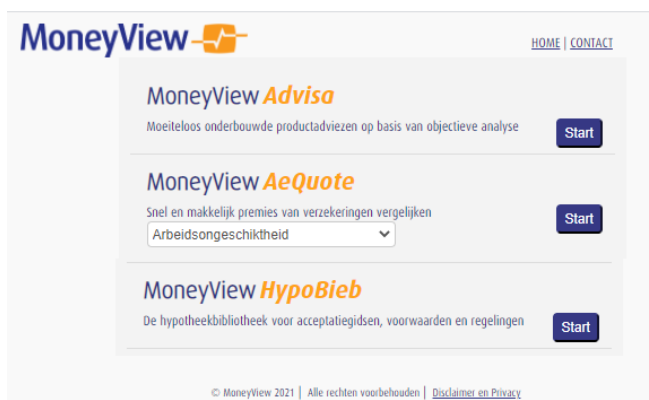 MoneyView
HOME | CONTACT
MoneyView Advisa
Moeiteloos onderbouwde productadviezen op basis van objectieve analyse
Start
MoneyView AeQuote
Snel en makkelijk premies van verzekeringen vergelijken
Start
Arbeidsongeschiktheid
MoneyView HypoBieb
De hypotheekbibliotheek voor acceptatiegidsen, voorwaarden en regelingen
Start
© MoneyView 2021 | Alle rechten voorbehouden | Disclaimer en Privacy